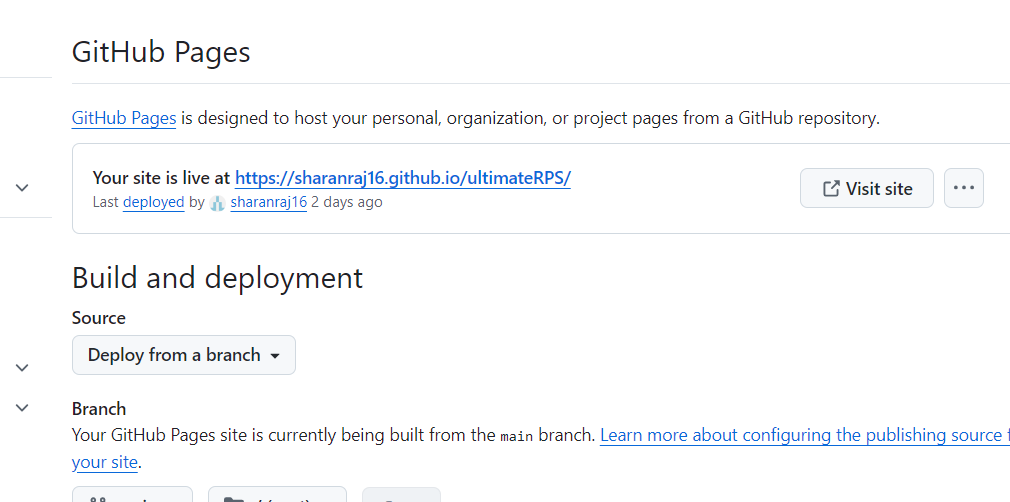 GitHub Pages
GitHub Pages is designed to host your personal, organization, or project pages from a GitHub repository.
Your site is live at https://sharanraj16.github.io/ultimateRPS/
Last deployed by sharanraj16 2 days ago
Visit site
Build and deployment
Source
Deploy from a branch
Branch
Your GitHub Pages site is currently being built from the main branch. Learn more about configuring the publishing source
your site.